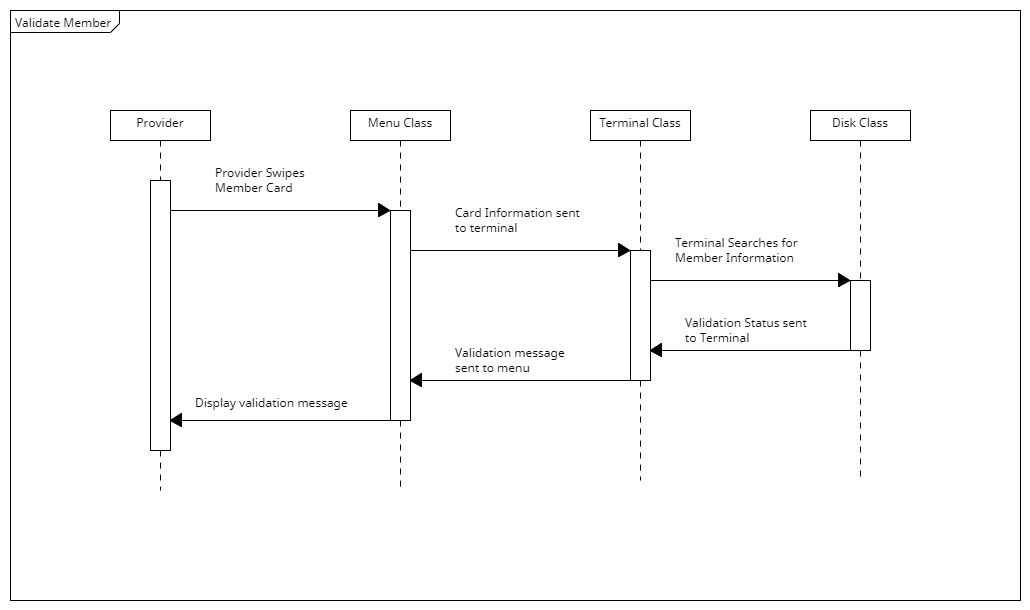 Validate Member
Provider
Menu Class
Terminal Class
Disk Class
Provider Swipes
Member Card
Card Information sent
to terminal
Terminal Searches for
Member Information
Validation Status sent
to Terminal
Validation message
sent to menu
Display validation message